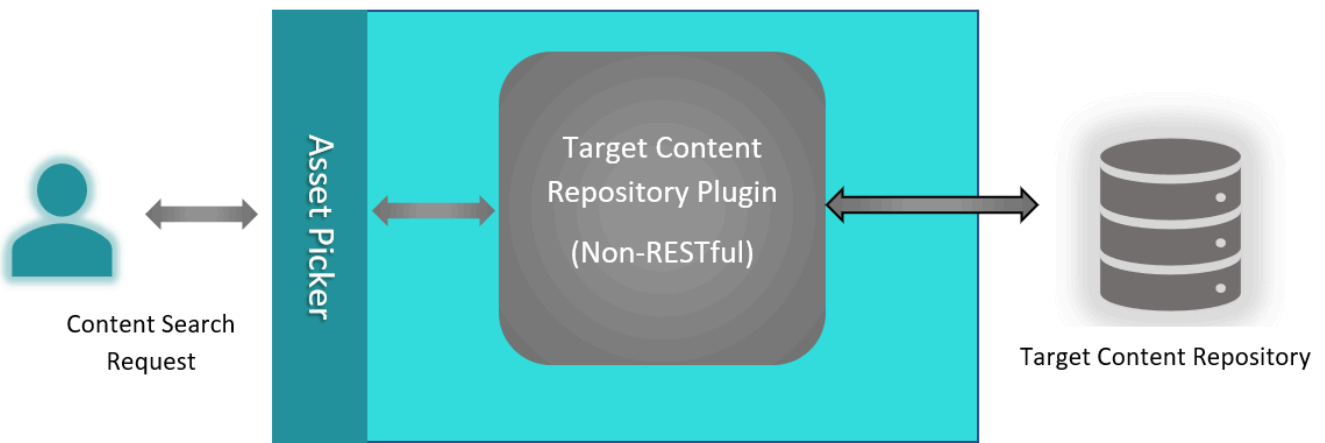 Content Search
Request
Asset Picker
Target Content
Repository Plugin
(Non-RESTful)
Target Content Repository